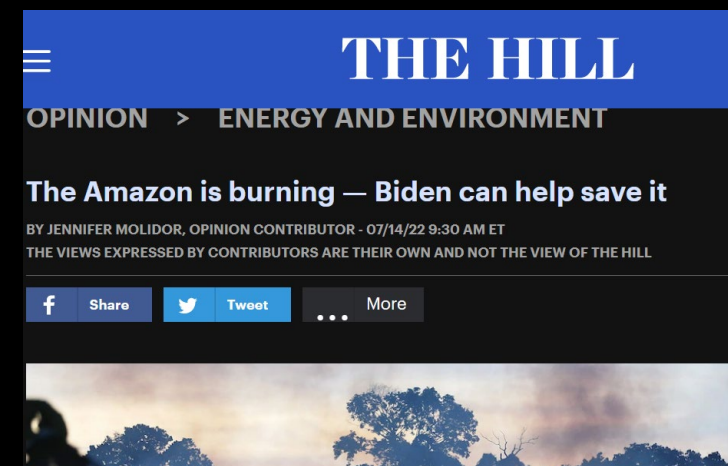 THE HILL
OPINION > ENERGY AND ENVIRONMENT
The Amazon is burning — Biden can help save it
BY JENNIFER MOLIDOR, OPINION CONTRIBUTOR - 07/14/22 9:30 AM ET
THE VIEWS EXPRESSED BY CONTRIBUTORS ARE THEIR OWN AND NOT THE VIEW OF THE HILL
f Share Tweet ... More